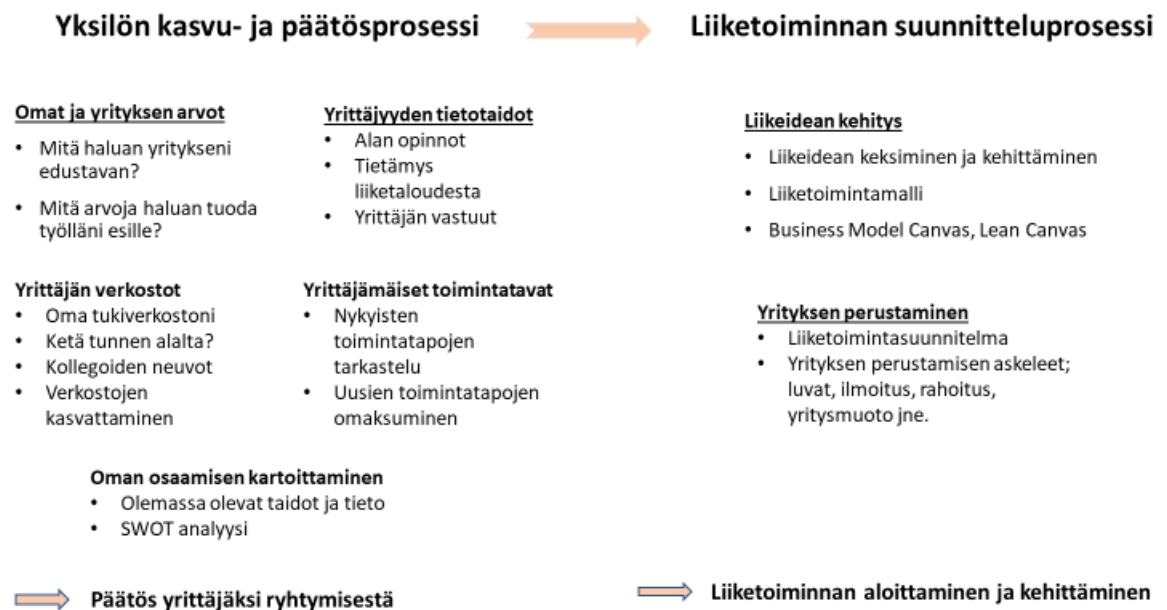 Yksilön kasvu- ja päätösprosessi
Liiketoiminnan suunnitteluprosessi
Omat ja yrityksen arvot
• Mitä haluan yritykseni
edustavan?
• Mitä arvoja haluan tuoda
työlläni esille?
Yrittäjyyden tietotaidot
• Alan opinnot
• Tietämys
liiketaloudesta
• Yrittäjän vastuut
Yrittäjän verkostot
• Oma tukiverkostoni
• Ketä tunnen alalta?
• Kollegoiden neuvot
• Verkostojen
kasvattaminen
Yrittäjämäiset toimintatavat
• Nykyisten
toimintatapojen
tarkastelu
• Uusien toimintatapojen
omaksuminen
Oman osaamisen kartoittaminen
• Olemassa olevat taidot ja tieto
• SWOT analyysi
Päätös yrittäjäksi ryhtymisestä
Liikeidean kehitys
• Liikeidean keksiminen ja kehittäminen
• Liiketoimintamalli
• Business Model Canvas, Lean Canvas
Yrityksen perustaminen
• Liiketoimintasuunnitelma
• Yrityksen perustamisen askeleet;
luvat, ilmoitus, rahoitus,
yritysmuoto jne.
Liiketoiminnan aloittaminen ja kehittäminen